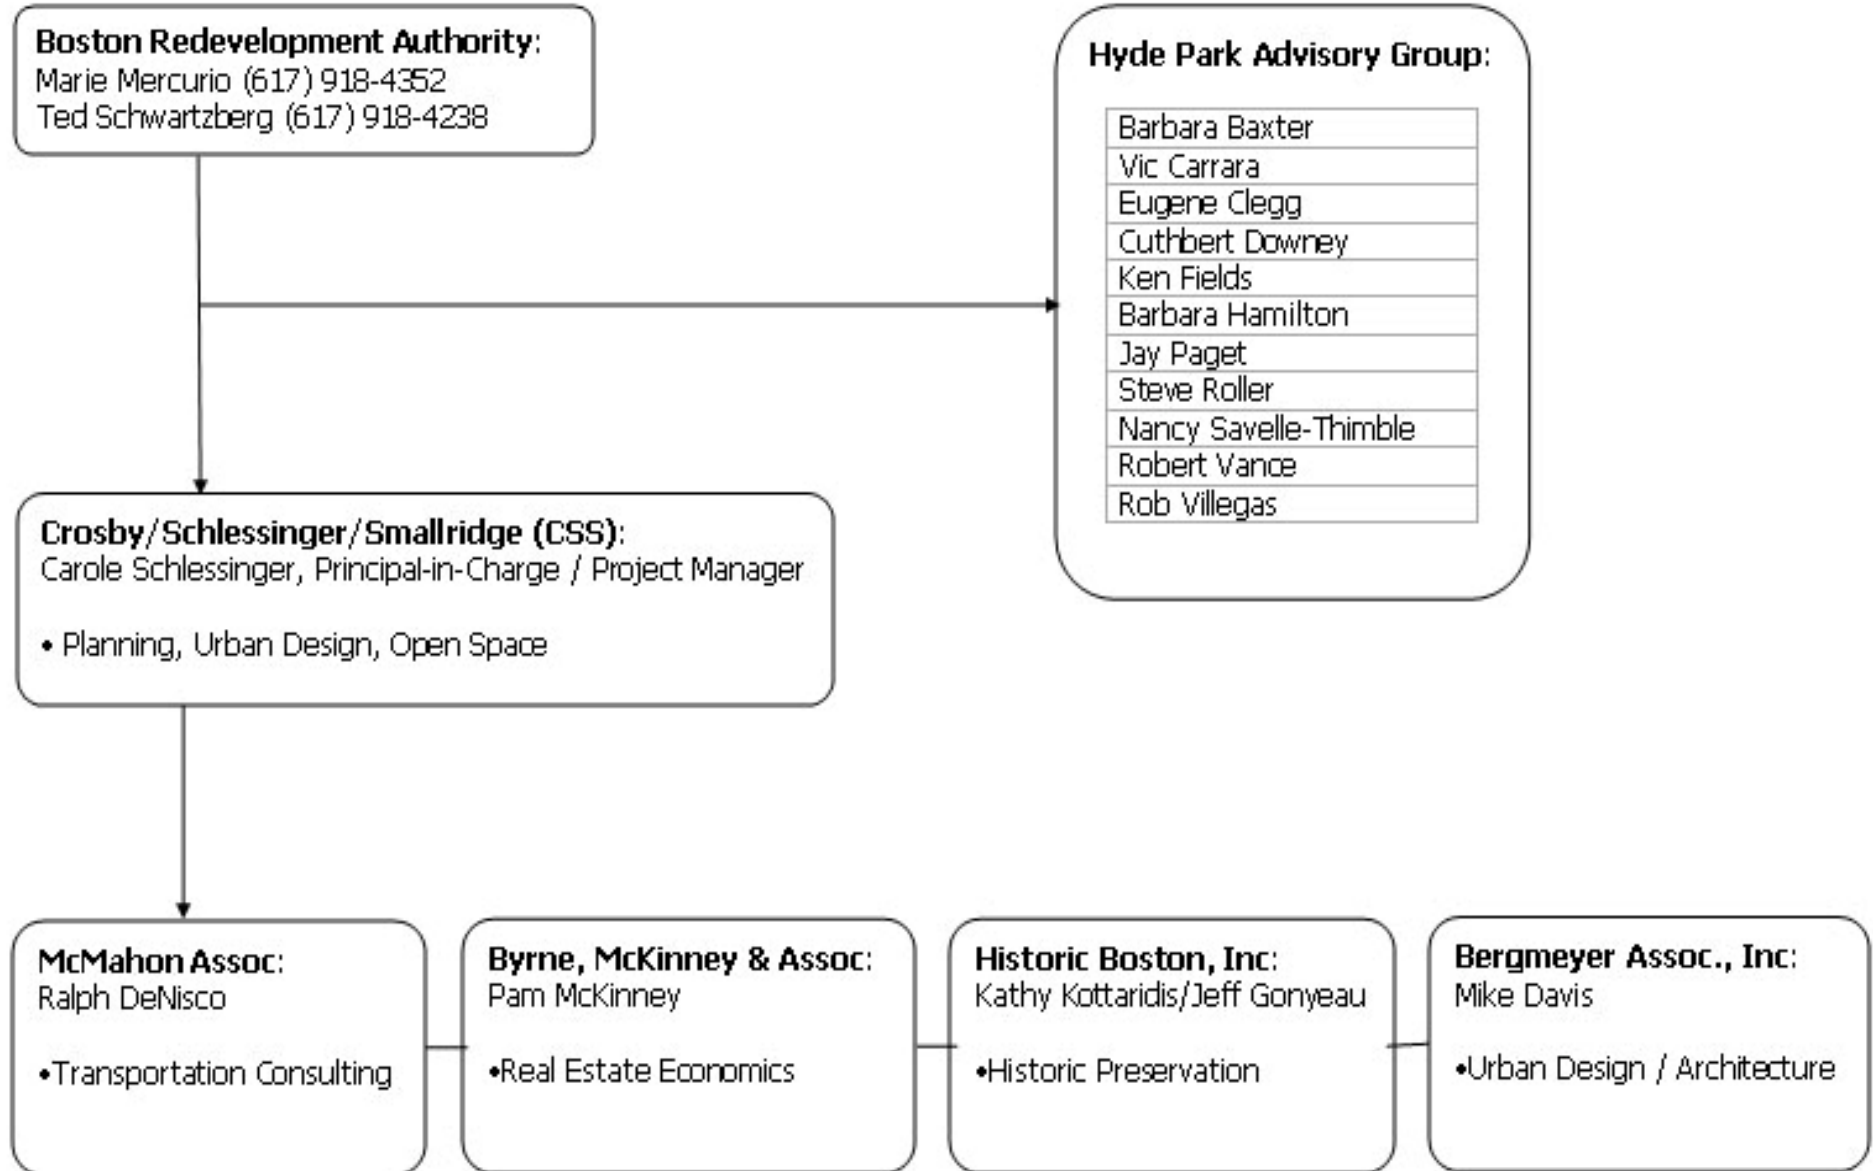 Boston Redevelopment Authority:
Marie Mercurio (617) 918-4352
Ted Schwartzberg (617) 918-4238
Hyde Park Advisory Group:
Barbara Baxter
Vic Carrara
Eugene Clegg
Cuthbert Downey
Ken Fields
Barbara Hamilton
Jay Paget
Steve Roller
Nancy Savelle-Thimble
Robert Vance
Rob Villegas
Crosby/Schlessinger/Smallridge (CSS):
Carole Schlessinger, Principal-in-Charge / Project Manager
• Planning, Urban Design, Open Space
McMahon Assoc:
Ralph DeNisco
•Transportation Consulting
Byrne, McKinney & Assoc:
Pam McKinney
•Real Estate Economics
Historic Boston, Inc:
Kathy Kottaridis/Jeff Gonyeau
•Historic Preservation
Bergmeyer Assoc., Inc:
Mike Davis
•Urban Design / Architecture